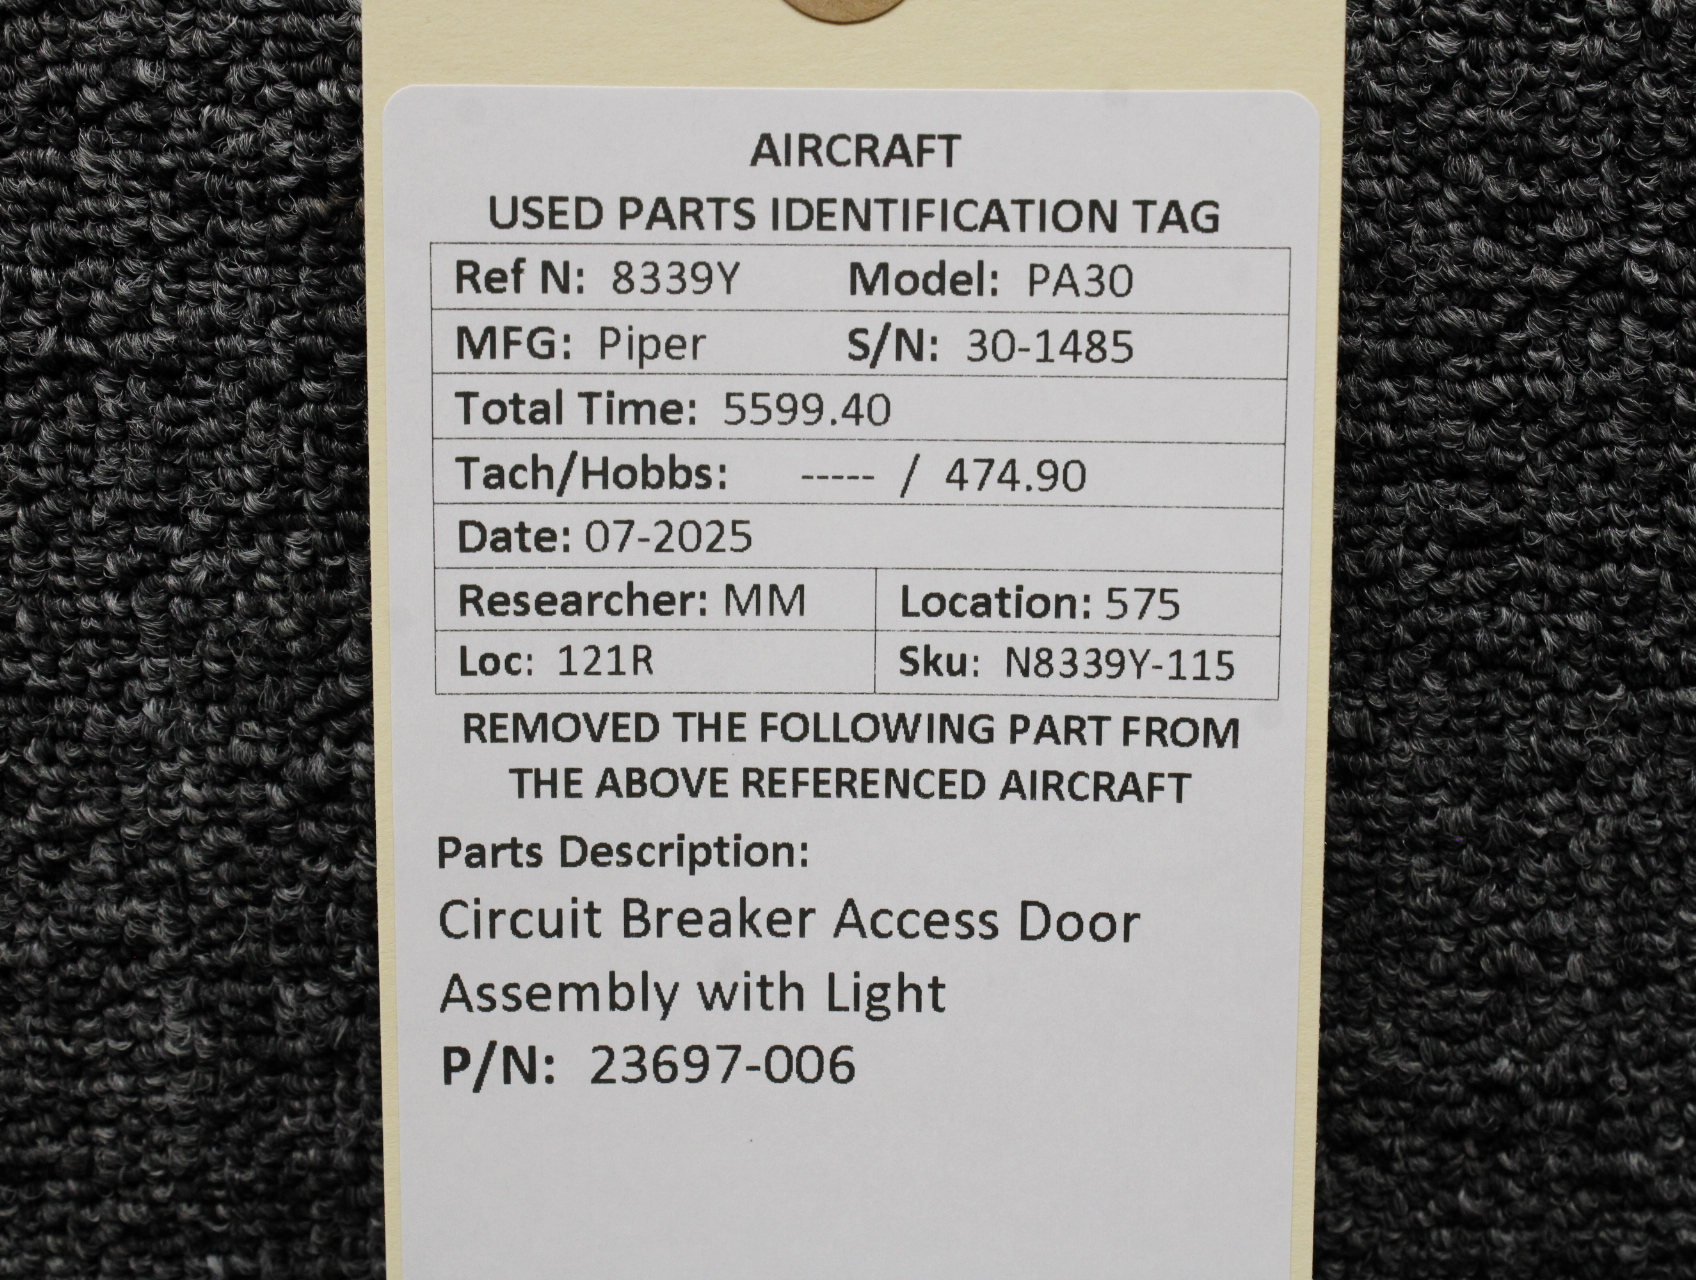 AIRCRAFT
USED PARTS IDENTIFICATION TAG
Ref N: 8339Y Model: PA30
MFG: Piper S/N: 30-1485
Total Time: 5599.40
Tach/Hobbs: ----- / 474.90
Date: 07-2025
Researcher: MM Location: 575
Loc: 121R Sku: N8339Y-115
REMOVED THE FOLLOWING PART FROM
THE ABOVE REFERENCED AIRCRAFT
Parts Description:
Circuit Breaker Access Door
Assembly with Light
P/N: 23697-006